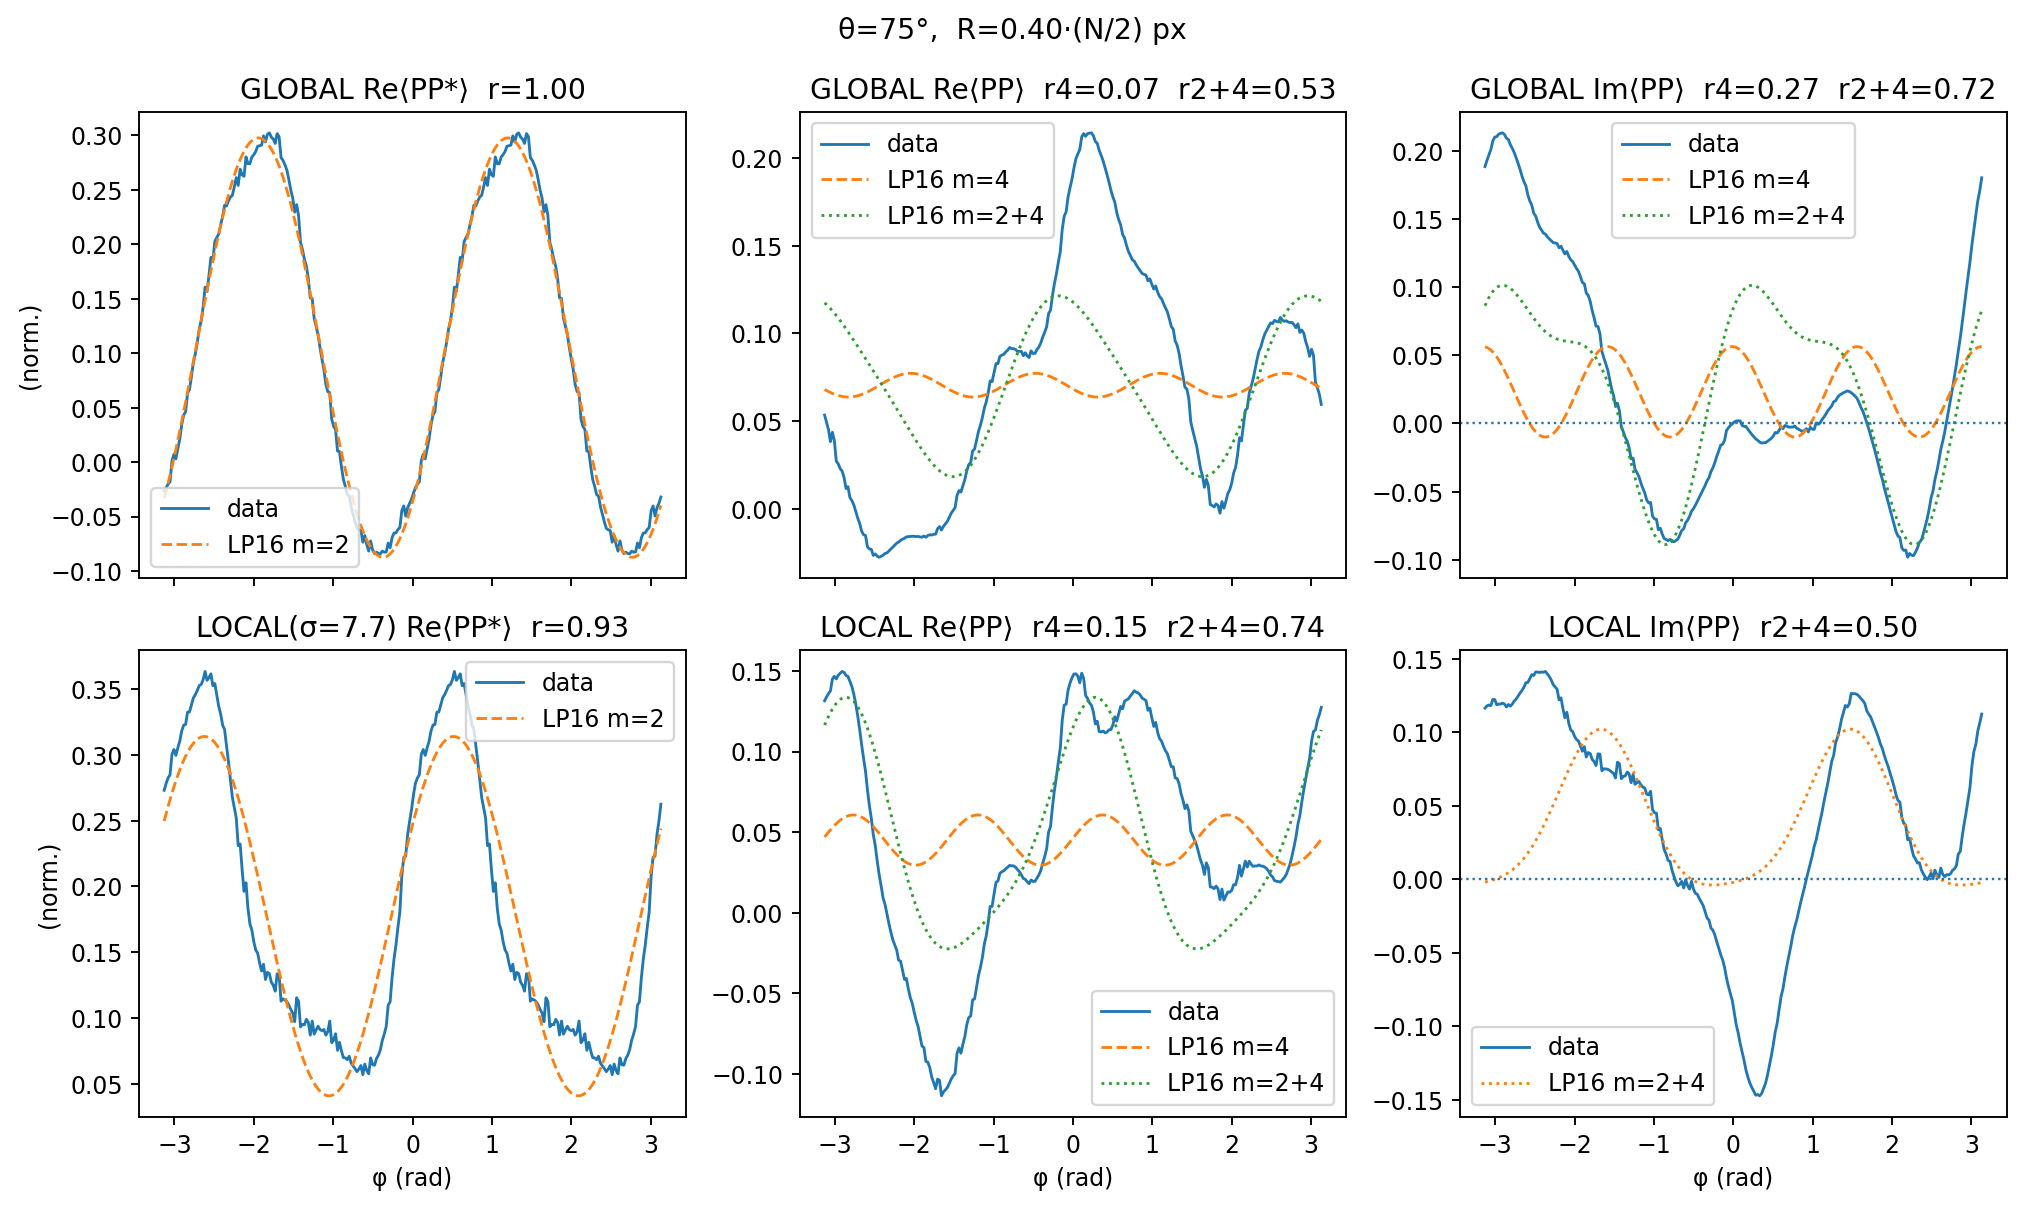 θ=75°,  R=0.40·(N/2) px
GLOBAL Re⟨PP*⟩  r=1.00
(norm.)
0.30
0.25
0.20
0.15
0.10
0.05
0.00
−0.05
−0.10
data
LP16 m=2
GLOBAL Re⟨PP⟩  r4=0.07  r2+4=0.53
0.20
0.15
0.10
0.05
0.00
data
LP16 m=4
LP16 m=2+4
GLOBAL Im⟨PP⟩  r4=0.27  r2+4=0.72
0.20
0.15
0.10
0.05
0.00
−0.05
−0.10
data
LP16 m=4
LP16 m=2+4
LOCAL(σ=7.7) Re⟨PP*⟩  r=0.93
(norm.)
0.35
0.30
0.25
0.20
0.15
0.10
0.05
data
LP16 m=2
−3 −2 −1 0 1 2 3
φ (rad)
LOCAL Re⟨PP⟩  r4=0.15  r2+4=0.74
0.15
0.10
0.05
0.00
−0.05
−0.10
data
LP16 m=4
LP16 m=2+4
−3 −2 −1 0 1 2 3
φ (rad)
LOCAL Im⟨PP⟩  r2+4=0.50
0.15
0.10
0.05
0.00
−0.05
−0.10
−0.15
data
LP16 m=2+4
−3 −2 −1 0 1 2 3
φ (rad)